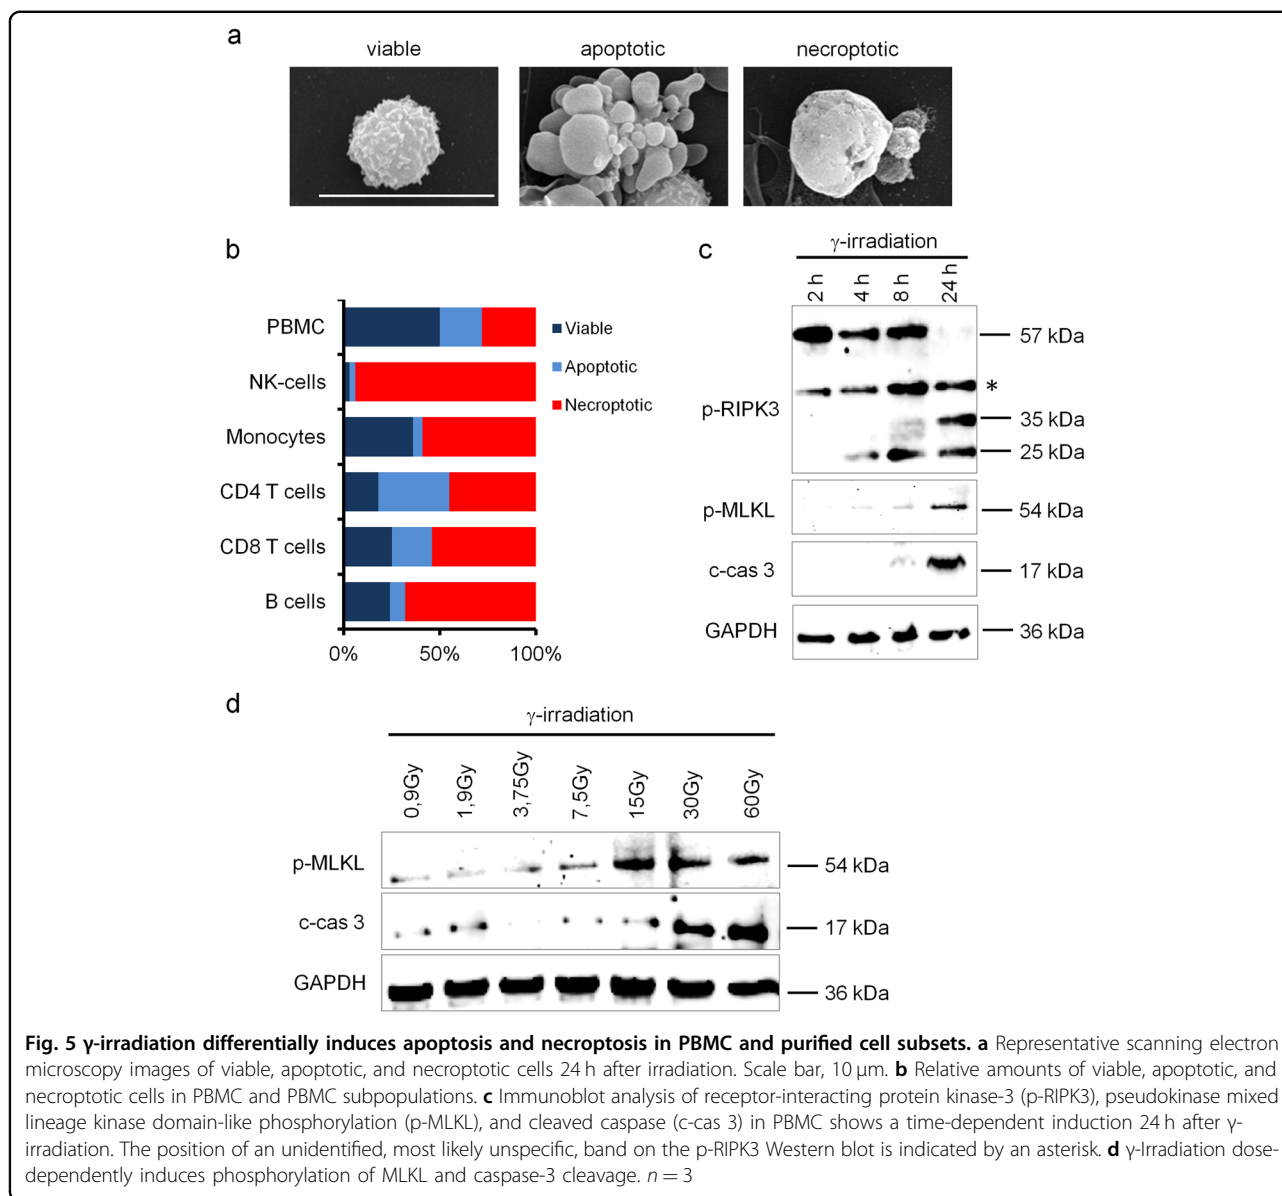 a
viable apoptotic necroptotic
b
PBMC
NK-cells
Monocytes
CD4 T cells
CD8 T cells
B cells
0% 50% 100%
Viable
Apoptotic
Necroptotic
c
γ-irradiation
2 h 4 h 8 h 24 h
p-RIPK3
57 kDa
*
35 kDa
25 kDa
p-MLKL
54 kDa
c-cas 3
17 kDa
GAPDH
36 kDa
d
γ-irradiation
0,9Gy 1,9Gy 3,75Gy 7,5Gy 15Gy 30Gy 60Gy
p-MLKL 54 kDa
c-cas 3 17 kDa
GAPDH 36 kDa
Fig. 5 γ-irradiation differentially induces apoptosis and necroptosis in PBMC and purified cell subsets. a Representative scanning electron
microscopy images of viable, apoptotic, and necroptotic cells 24 h after irradiation. Scale bar, 10 μm. b Relative amounts of viable, apoptotic, and
necroptotic cells in PBMC and PBMC subpopulations. c Immunoblot analysis of receptor-interacting protein kinase-3 (p-RIPK3), pseudokinase mixed
lineage kinase domain-like phosphorylation (p-MLKL), and cleaved caspase (c-cas 3) in PBMC shows a time-dependent induction 24 h after γ-
irradiation. The position of an unidentified, most likely unspecific, band on the p-RIPK3 Western blot is indicated by an asterisk. d γ-Irradiation dose-
dependently induces phosphorylation of MLKL and caspase-3 cleavage. n = 3